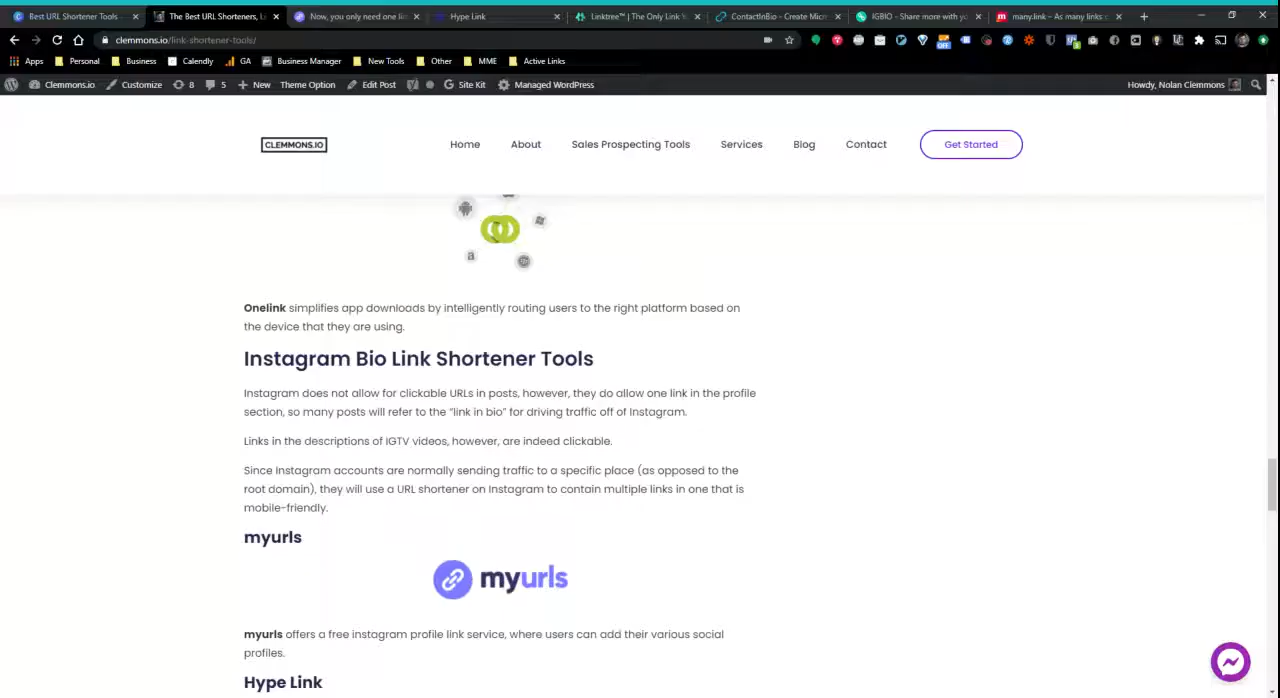 Best URL Shortener Tools
The Best URL Shorteners, L
Now, you only need one lin
Hype Link
Linktree™ | The Only Link Y
ContactInBio - Create Micr
IGBIO - Share more with yo
many.link – As many links
clemmons.io/link-shortener-tools/
Apps Personal Business Calendly GA Business Manager New Tools Other MME Active Links
Clemmons.io Customize 8 5 New Theme Option Edit Post Site Kit Managed WordPress Howdy, Nolan Clemmons
CLEMMONS.IO Home About Sales Prospecting Tools Services Blog Contact Get Started
Onelink simplifies app downloads by intelligently routing users to the right platform based on
the device that they are using.
Instagram Bio Link Shortener Tools
Instagram does not allow for clickable URLs in posts, however, they do allow one link in the profile
section, so many posts will refer to the “link in bio” for driving traffic off of Instagram.
Links in the descriptions of IGTV videos, however, are indeed clickable.
Since Instagram accounts are normally sending traffic to a specific place (as opposed to the
root domain), they will use a URL shortener on Instagram to contain multiple links in one that is
mobile-friendly.
myurls
myurls
myurls offers a free instagram profile link service, where users can add their various social
profiles.
Hype Link